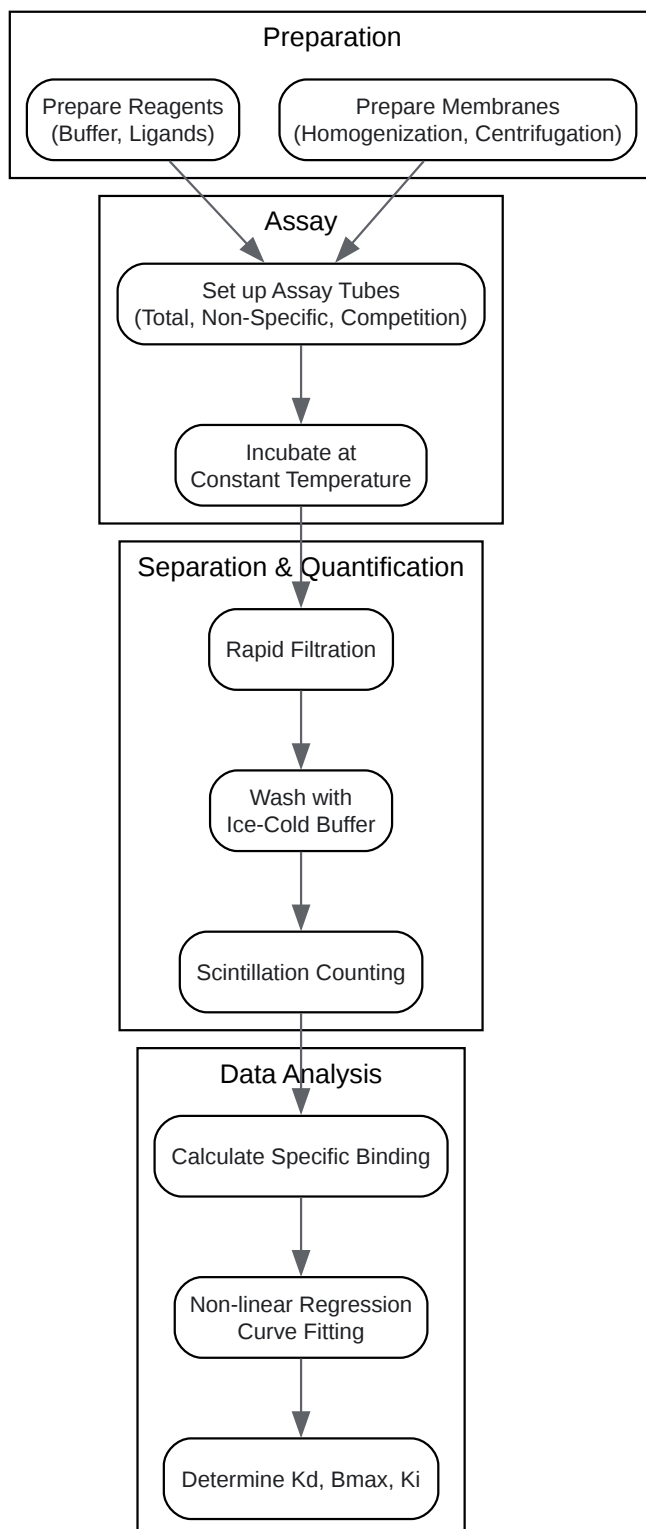 Preparation
Prepare Reagents
(Buffer, Ligands)
Prepare Membranes
(Homogenization, Centrifugation)
Assay
Set up Assay Tubes
(Total, Non-Specific, Competition)
Incubate at
Constant Temperature
Separation & Quantification
Rapid Filtration
Wash with
Ice-Cold Buffer
Scintillation Counting
Data Analysis
Calculate Specific Binding
Non-linear Regression
Curve Fitting
Determine Kd, Bmax, Ki